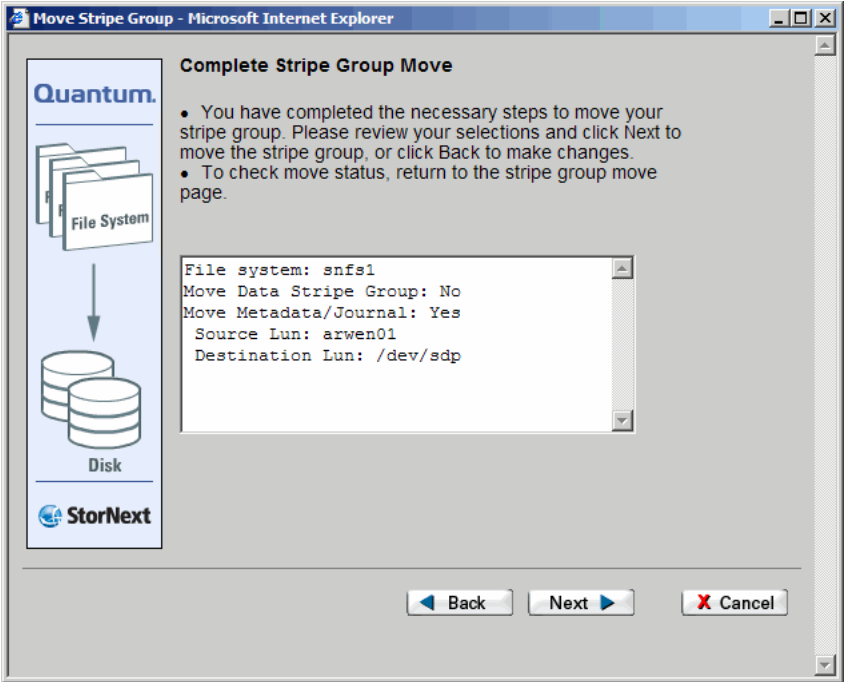 Move Stripe Group - Microsoft Internet Explorer
Quantum.
File System
Disk
StorNext
Complete Stripe Group Move
• You have completed the necessary steps to move your
stripe group. Please review your selections and click Next to
move the stripe group, or click Back to make changes.
• To check move status, return to the stripe group move
page.
File system: snfs1
Move Data Stripe Group: No
Move Metadata/Journal: Yes
Source Lun: arwen01
Destination Lun: /dev/sdp
Back
Next
X Cancel